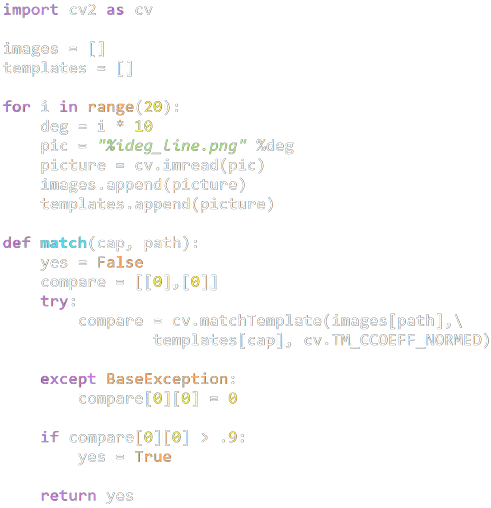 import cv2 as cv
images = []
templates = []
for i in range(20):
    deg = i * 10
    pic = "%ideg_line.png" %deg
    picture = cv.imread(pic)
    images.append(picture)
    templates.append(picture)
def match(cap, path):
    yes = False
    compare = [[0],[0]]
    try:
        compare = cv.matchTemplate(images[path],\
                templates[cap], cv.TM_CCOEFF_NORMED)
    except BaseException:
        compare[0][0] = 0
    if compare[0][0] > .9:
        yes = True
    return yes